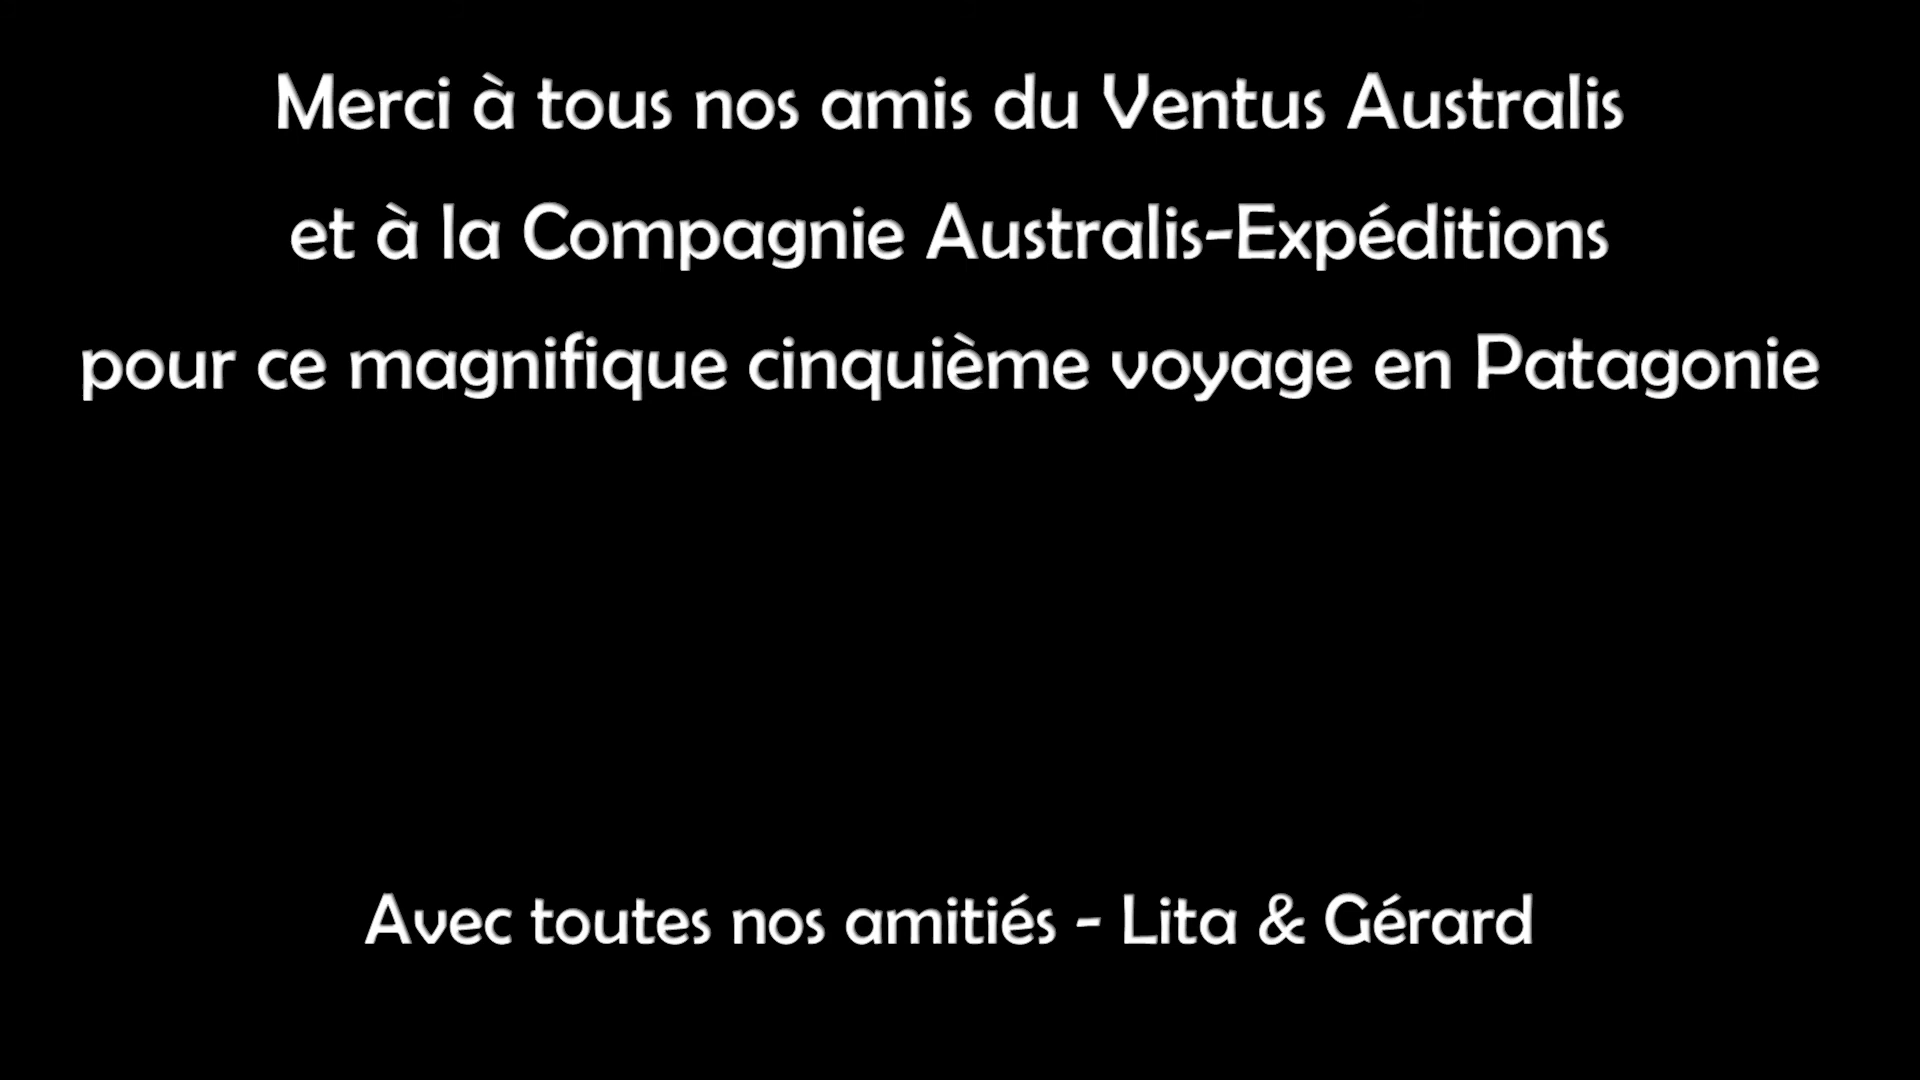 Merci à tous nos amis du Ventus Australis
et à la Compagnie Australis-Expéditions
pour ce magnifique cinquième voyage en Patagonie
Avec toutes nos amitiés - Lita & Gérard